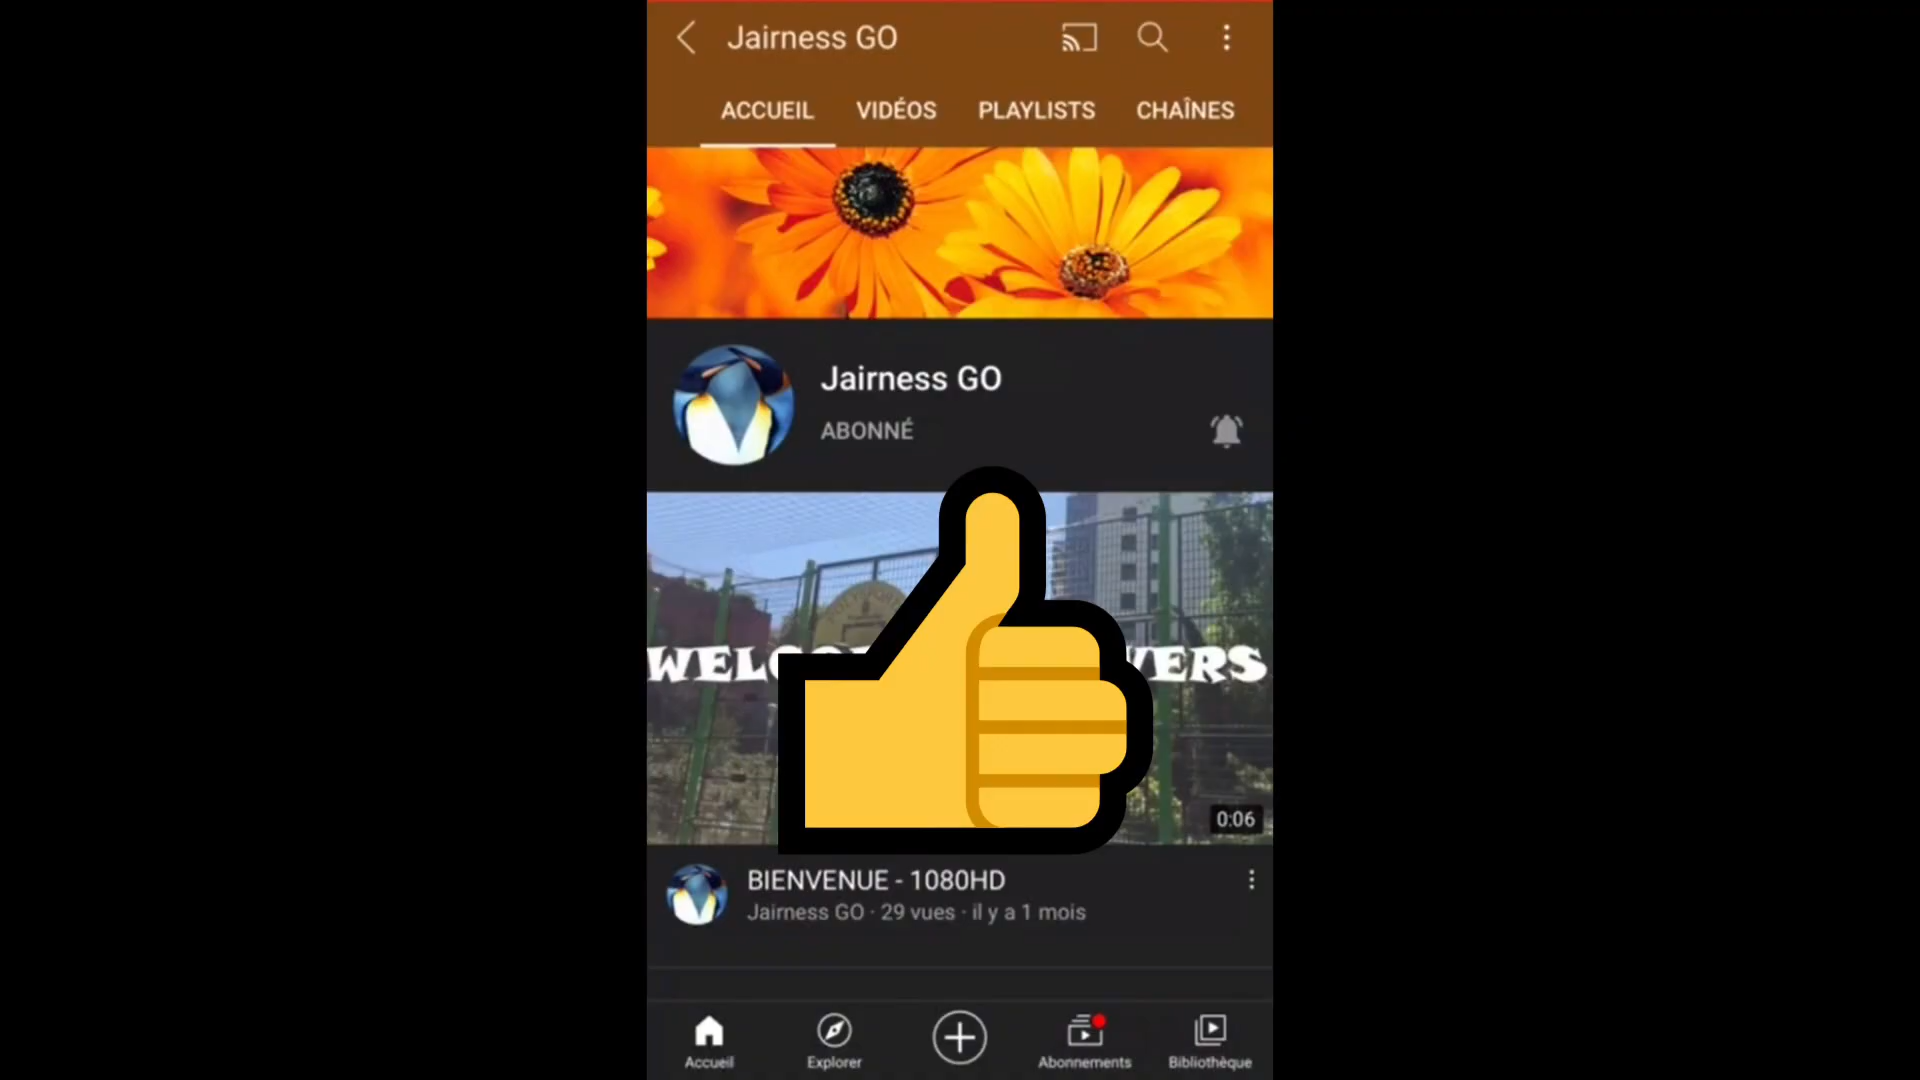 Jairness GO
ACCUEIL VIDÉOS PLAYLISTS CHAÎNES
Jairness GO
ABONNÉ
0:06
BIENVENUE - 1080HD
Jairness GO · 29 vues · il y a 1 mois
Accueil Explorer Abonnements Bibliothèque